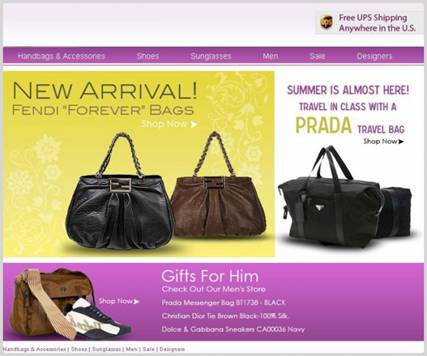 Free UPS Shipping
Anywhere in the U.S.
Handbags & Accessories Shoes Sunglasses Men Sale Designers
NEW ARRIVAL!
FENDI "FOREVER" BAGS
Shop Now
SUMMER IS ALMOST HERE!
TRAVEL IN CLASS WITH A
PRADA TRAVEL BAG
Shop Now
Gifts For Him
Check Out Our Men's Store
Shop Now
Prada Messenger Bag BT1738 - BLACK
Christian Dior Tie Brown Black-100% Silk.
Dolce & Gabbana Sneakers CA0036 Navy
Handbags & Accessories | Shoes | Sunglasses | Men | Sale | Designers